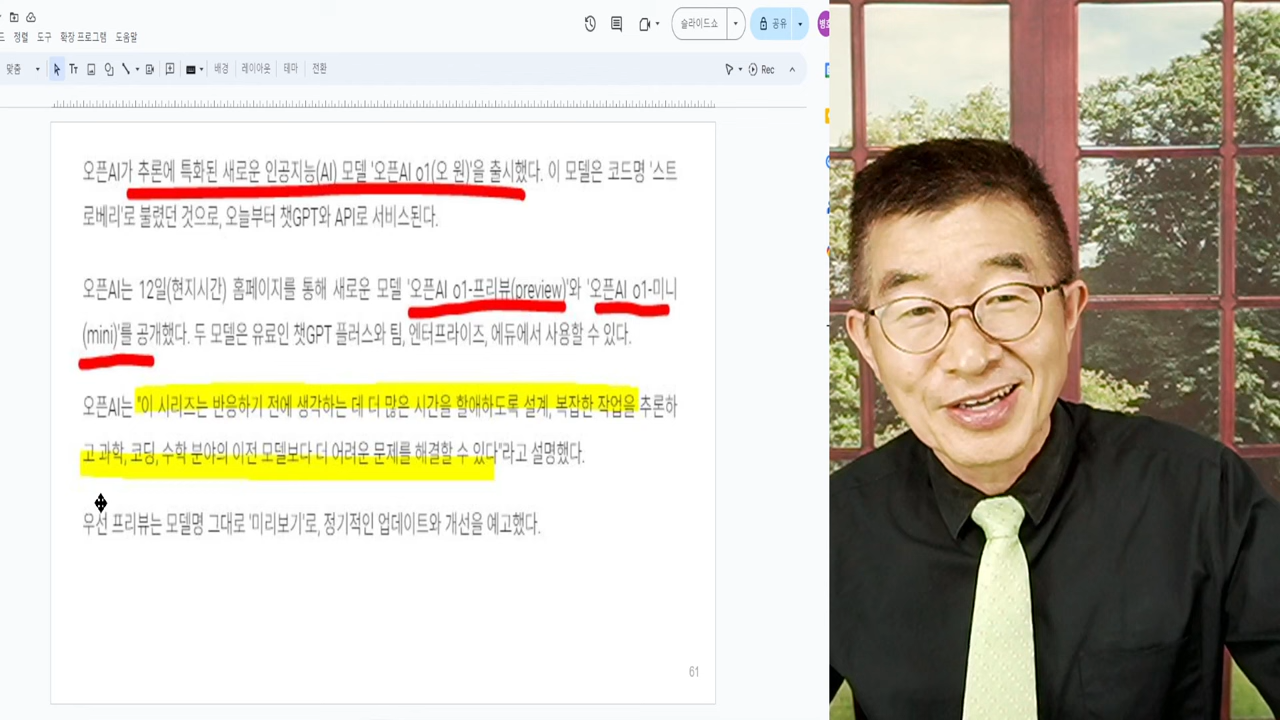 드 정렬 도구 확장 프로그램 도움말
슬라이드쇼
공유
맞춤 Tт 배경 레이아웃 테마 전환 Rec
오픈AI가 추론에 특화된 새로운 인공지능(AI) 모델 '오픈AI o1(오 원)'을 출시했다. 이 모델은 코드명 '스트
로베리'로 불렸던 것으로, 오늘부터 챗GPT와 API로 서비스된다.
오픈AI는 12일(현지시간) 홈페이지를 통해 새로운 모델 '오픈AI o1-프리뷰(preview)'와 '오픈AI o1-미니
(mini)'를 공개했다. 두 모델은 유료인 챗GPT 플러스와 팀, 엔터프라이즈, 에듀에서 사용할 수 있다.
오픈AI는 "이 시리즈는 반응하기 전에 생각하는 데 더 많은 시간을 할애하도록 설계, 복잡한 작업을 추론하
고 과학, 코딩, 수학 분야의 이전 모델보다 더 어려운 문제를 해결할 수 있다"라고 설명했다.
우선 프리뷰는 모델명 그대로 '미리보기'로, 정기적인 업데이트와 개선을 예고했다.
61